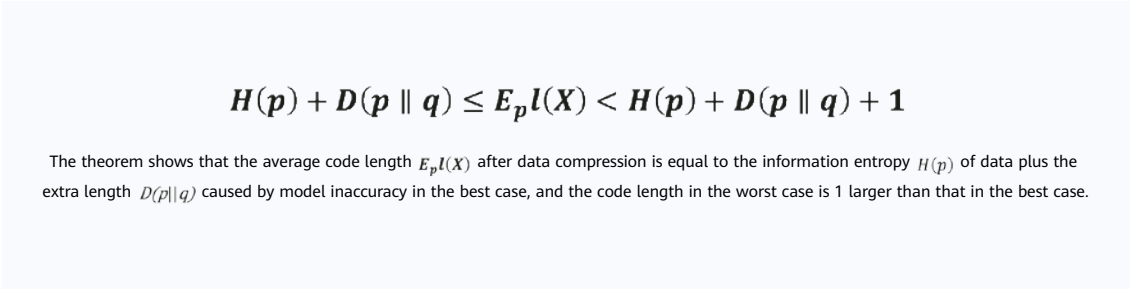 H(p) + D(p ∥ q) ≤ Eₚl(X) < H(p) + D(p ∥ q) + 1
The theorem shows that the average code length Eₚl(X) after data compression is equal to the information entropy H(p) of data plus the
extra length D(p||q) caused by model inaccuracy in the best case, and the code length in the worst case is 1 larger than that in the best case.